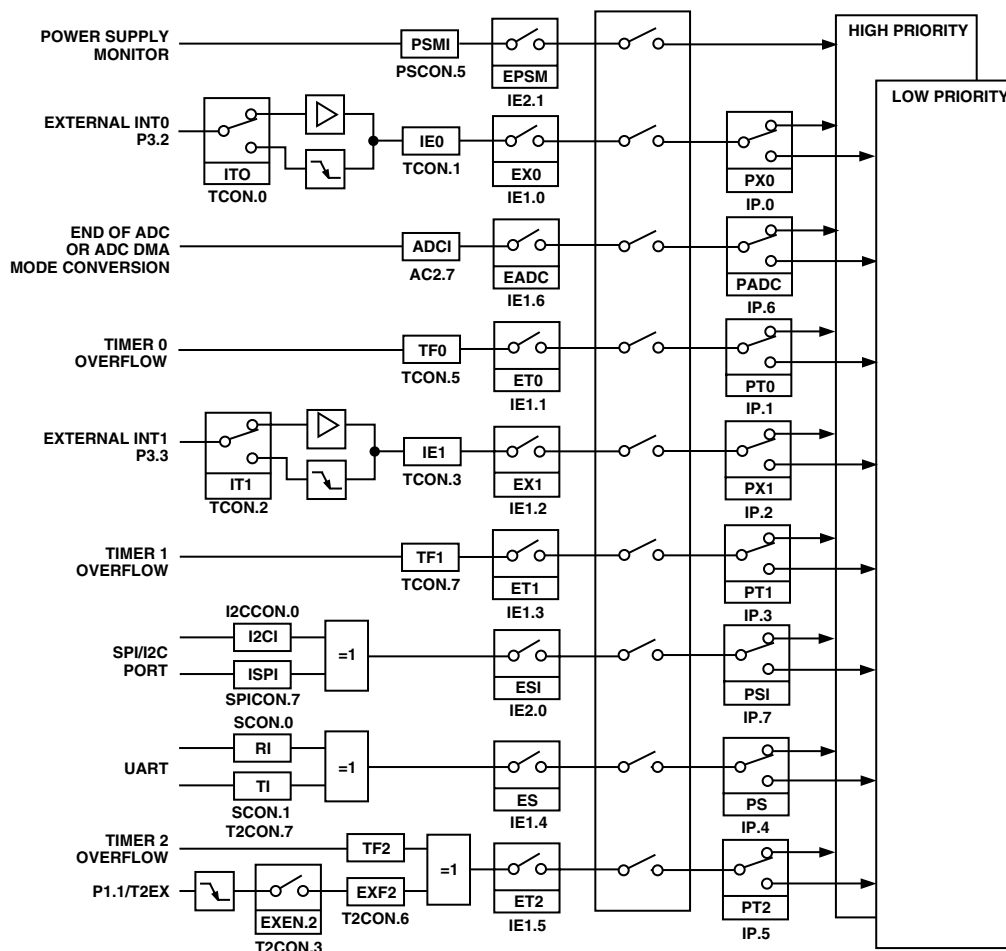 POWER SUPPLY
MONITOR
PSMI
PSCON.5
EPSM
IE2.1
HIGH PRIORITY
LOW PRIORITY
EXTERNAL INT0
P3.2
ITO
TCON.0
IE0
TCON.1
EX0
IE1.0
PX0
IP.0
END OF ADC
OR ADC DMA
MODE CONVERSION
ADCI
AC2.7
EADC
IE1.6
PADC
IP.6
TIMER 0
OVERFLOW
TF0
TCON.5
ET0
IE1.1
PT0
IP.1
EXTERNAL INT1
P3.3
IT1
TCON.2
IE1
TCON.3
EX1
IE1.2
PX1
IP.2
TIMER 1
OVERFLOW
TF1
TCON.7
ET1
IE1.3
PT1
IP.3
SPI/I2C
PORT
I2CCON.0
I2CI
ISPI
SPICON.7
=1
ESI
IE2.0
PSI
IP.7
UART
SCON.0
RI
TI
SCON.1
=1
ES
IE1.4
PS
IP.4
TIMER 2
OVERFLOW
T2CON.7
TF2
P1.1/T2EX
EXEN.2
T2CON.3
EXF2
T2CON.6
=1
ET2
IE1.5
PT2
IP.5